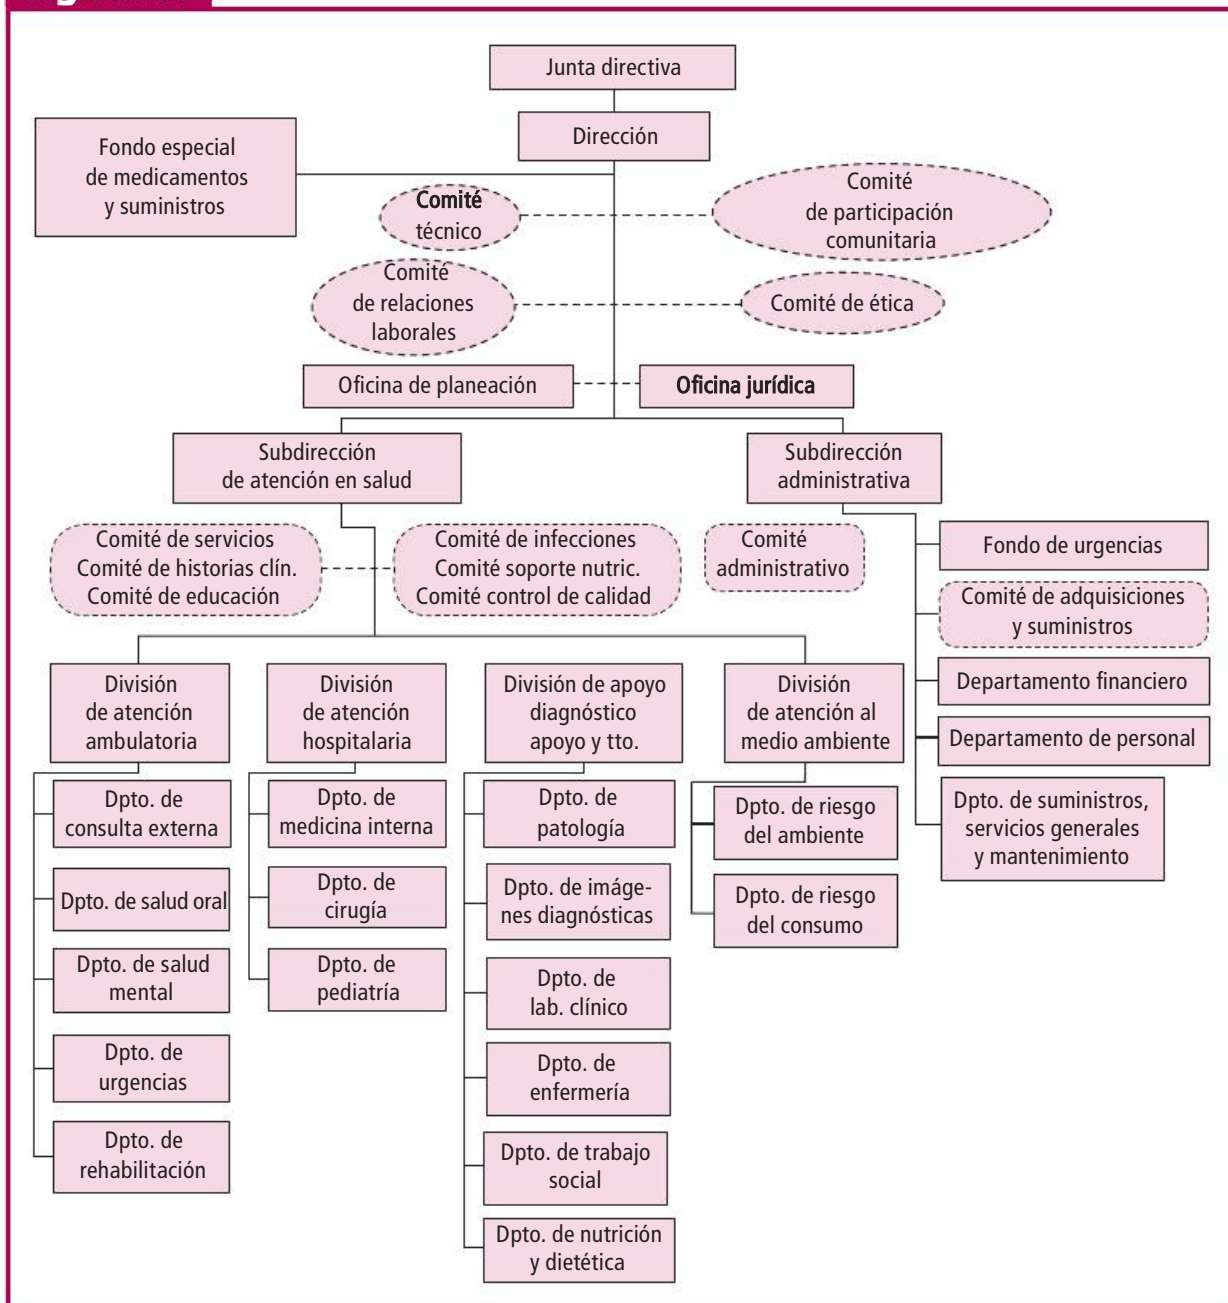 Junta directiva
Dirección
Fondo especial
de medicamentos
y suministros
Comité
técnico
Comité
de participación
comunitaria
Comité
de relaciones
laborales
Comité de ética
Oficina de planeación
Oficina jurídica
Subdirección
de atención en salud
Subdirección
administrativa
Comité de servicios
Comité de historias clín.
Comité de educación
Comité de infecciones
Comité soporte nutric.
Comité control de calidad
Comité
administrativo
Fondo de urgencias
Comité de adquisiciones
y suministros
Departamento financiero
Departamento de personal
Dpto. de suministros,
servicios generales
y mantenimiento
División
de atención
ambulatoria
Dpto. de
consulta externa
Dpto. de salud oral
Dpto. de salud
mental
Dpto. de
urgencias
Dpto. de
rehabilitación
División
de atención
hospitalaria
Dpto. de
medicina interna
Dpto. de
cirugía
Dpto. de
pediatría
División de apoyo
diagnóstico
apoyo y tto.
Dpto. de
patología
Dpto. de imáge-
nes diagnósticas
Dpto. de
lab. clínico
Dpto. de
enfermería
Dpto. de trabajo
social
Dpto. de nutrición
y dietética
División
de atención al
medio ambiente
Dpto. de riesgo
del ambiente
Dpto. de riesgo
del consumo